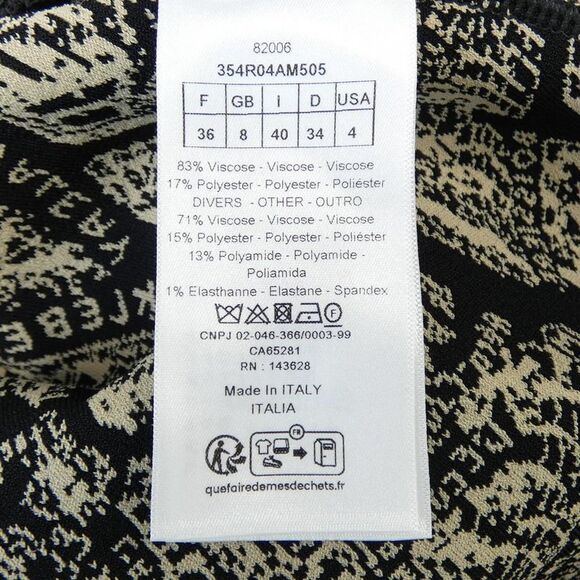 82006
354R04AM505
F GB I D USA
36 8 40 34 4
83% Viscose - Viscose - Viscose
17% Polyester - Polyester - Poliéster
DIVERS - OTHER - OUTRO
71% Viscose - Viscose - Viscose
15% Polyester - Polyester - Poliéster
13% Polyamide - Polyamide -
Poliamida
1% Elasthanne - Elastane - Spandex
F
CNPJ 02-046-366/0003-99
CA65281
RN : 143628
Made In ITALY
ITALIA
FR
quefairedemesdechets.fr